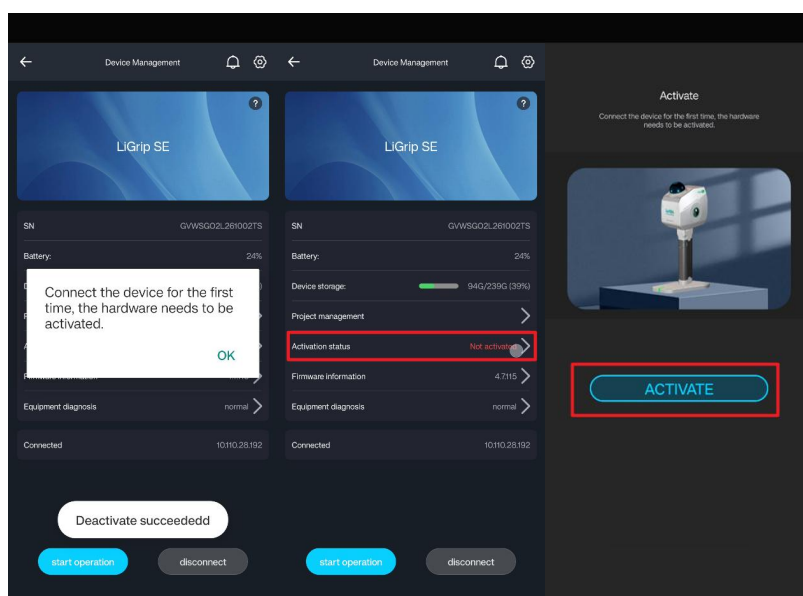 Device Management
?
LiGrip SE
SN GVWSGO2L261002TS
Battery: 24%
Connect the device for the first
time, the hardware needs to be
activated.
OK
Equipment diagnosis normal
Connected 10.110.28.192
Deactivate succeededd
start operation disconnect
Device Management
?
LiGrip SE
SN GVWSGO2L261002TS
Battery: 24%
Device storage: 94G/239G (39%)
Project management
Activation status Not activated
Firmware information 4.7.115
Equipment diagnosis normal
Connected 10.110.28.192
start operation disconnect
Activate
Connect the device for the first time, the hardware
needs to be activated.
ACTIVATE